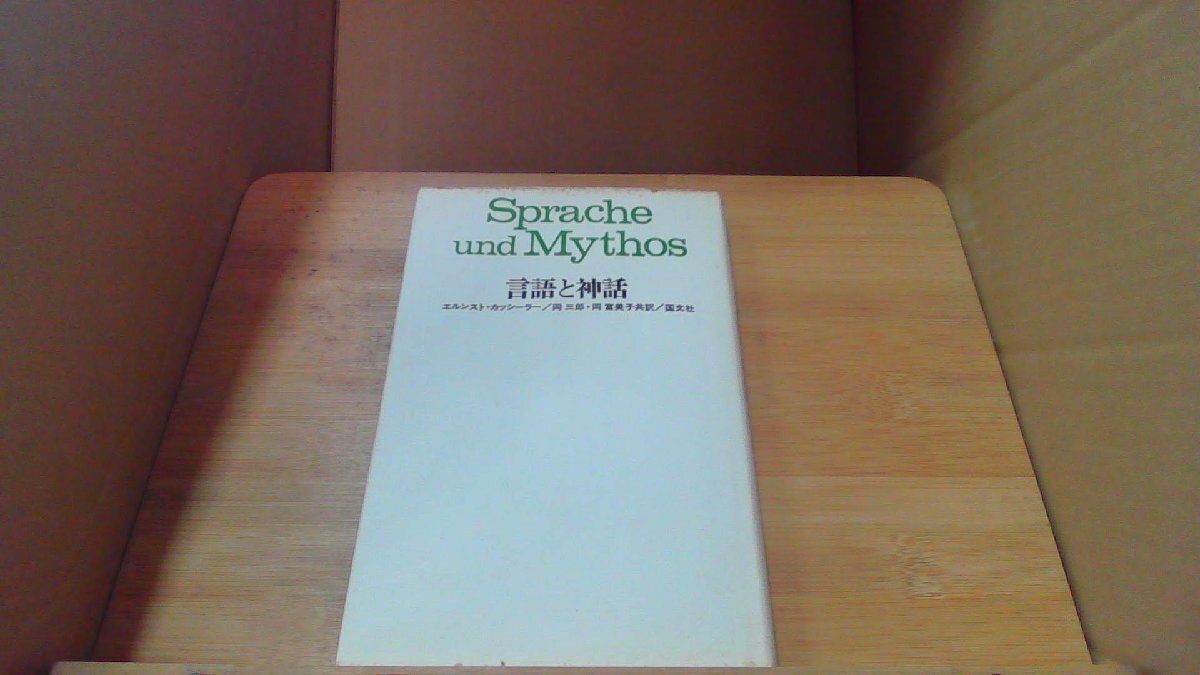 Sprache
und Mythos
言語と神話
エルンスト・カッシーラー/岡 三郎・岡 富美子共訳/国文社